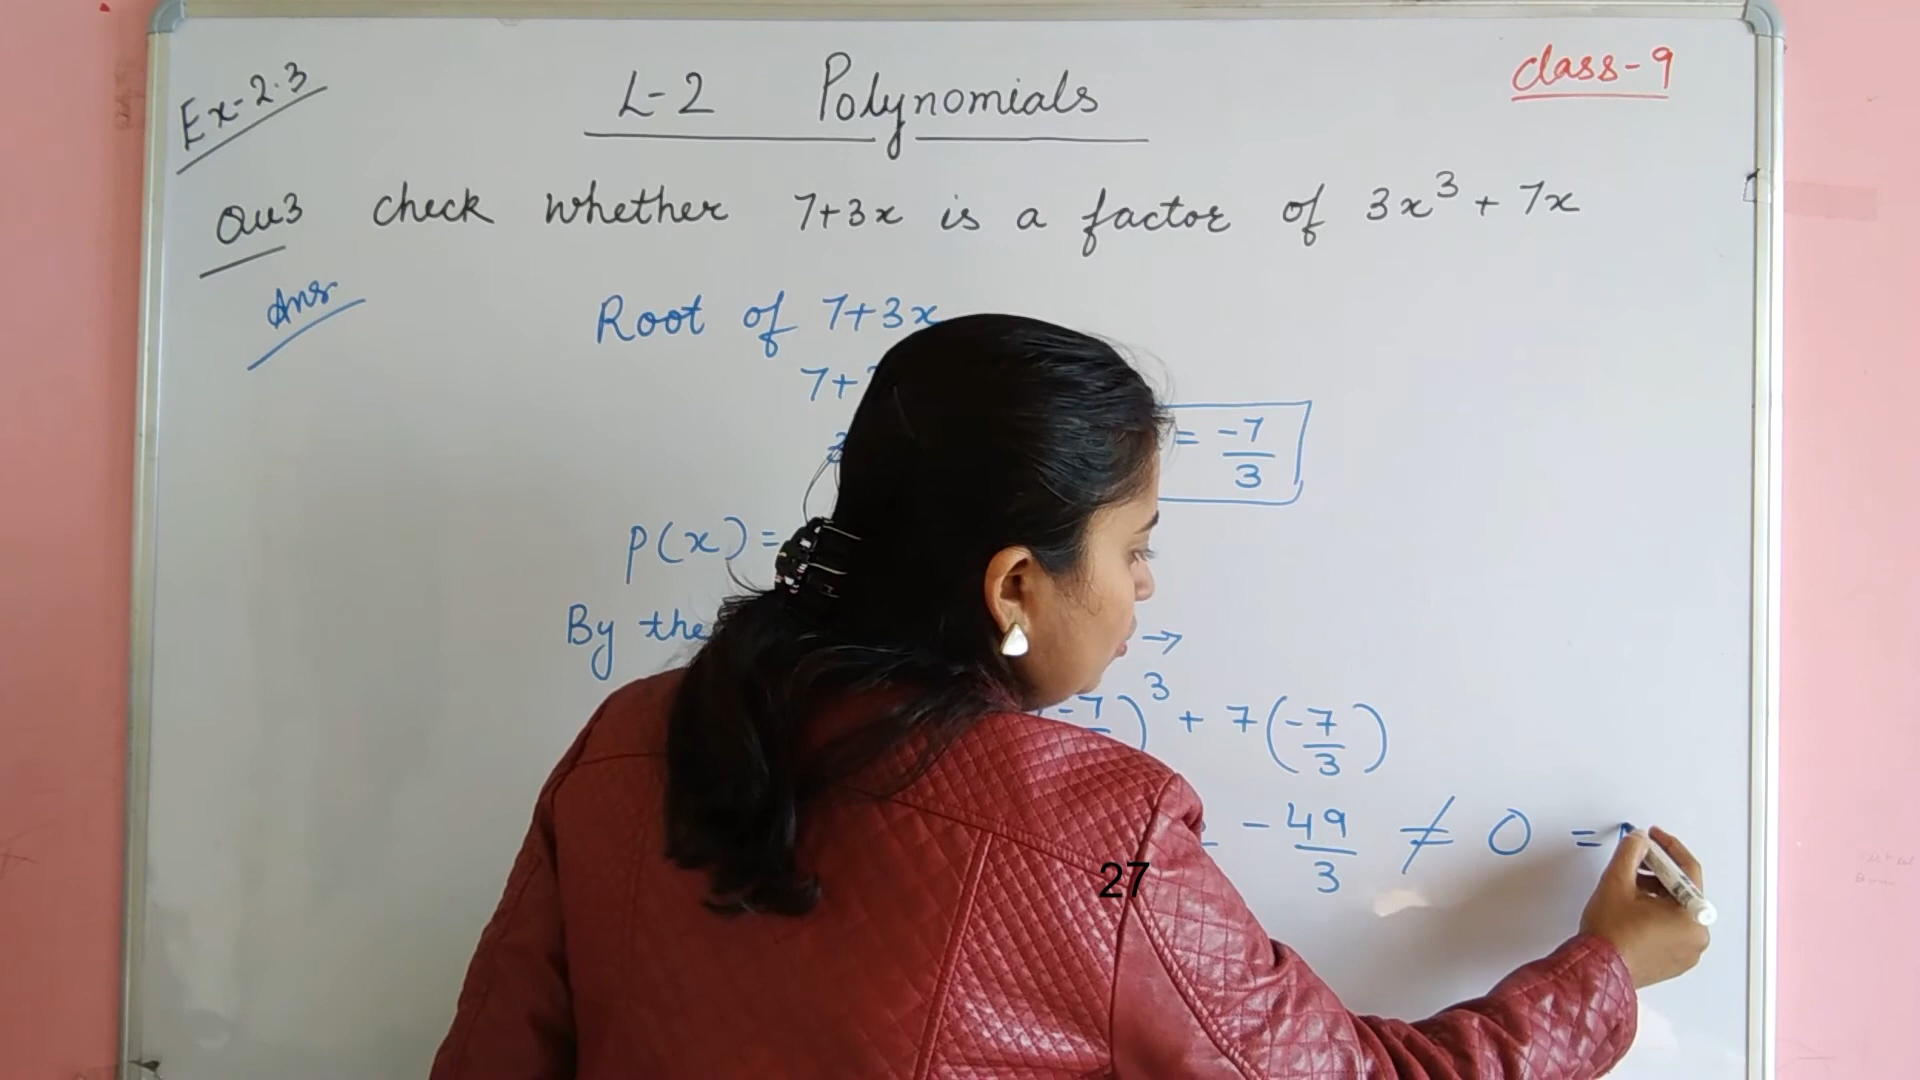 Ex-2.3
L-2 Polynomials
class-9
Qu3 check whether 7+3x is a factor of 3x³ + 7x
Ans
Root of 7+3x
7+
= -7/3
p(x) =
By the →
-7 )³ + 7(-7/3)
- 49/3 ≠ 0 =
27